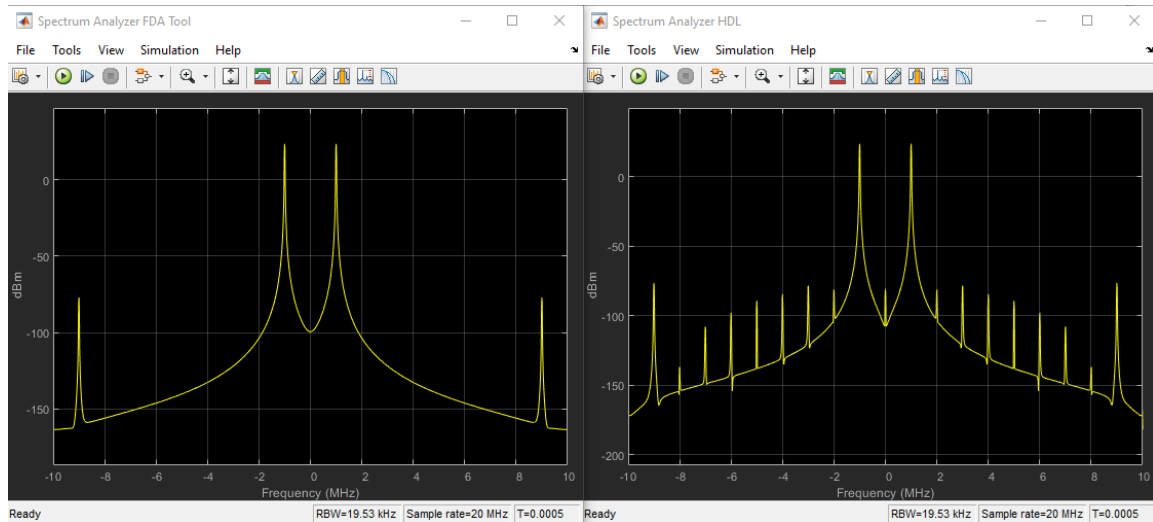 Spectrum Analyzer FDA Tool
File Tools View Simulation Help
0
-50
-100
-150
dBm
-10 -8 -6 -4 -2 0 2 4 6 8 10
Frequency (MHz)
Ready RBW=19.53 kHz Sample rate=20 MHz T=0.0005
Spectrum Analyzer HDL
File Tools View Simulation Help
0
-50
-100
-150
-200
dBm
-10 -8 -6 -4 -2 0 2 4 6 8 10
Frequency (MHz)
Ready RBW=19.53 kHz Sample rate=20 MHz T=0.0005